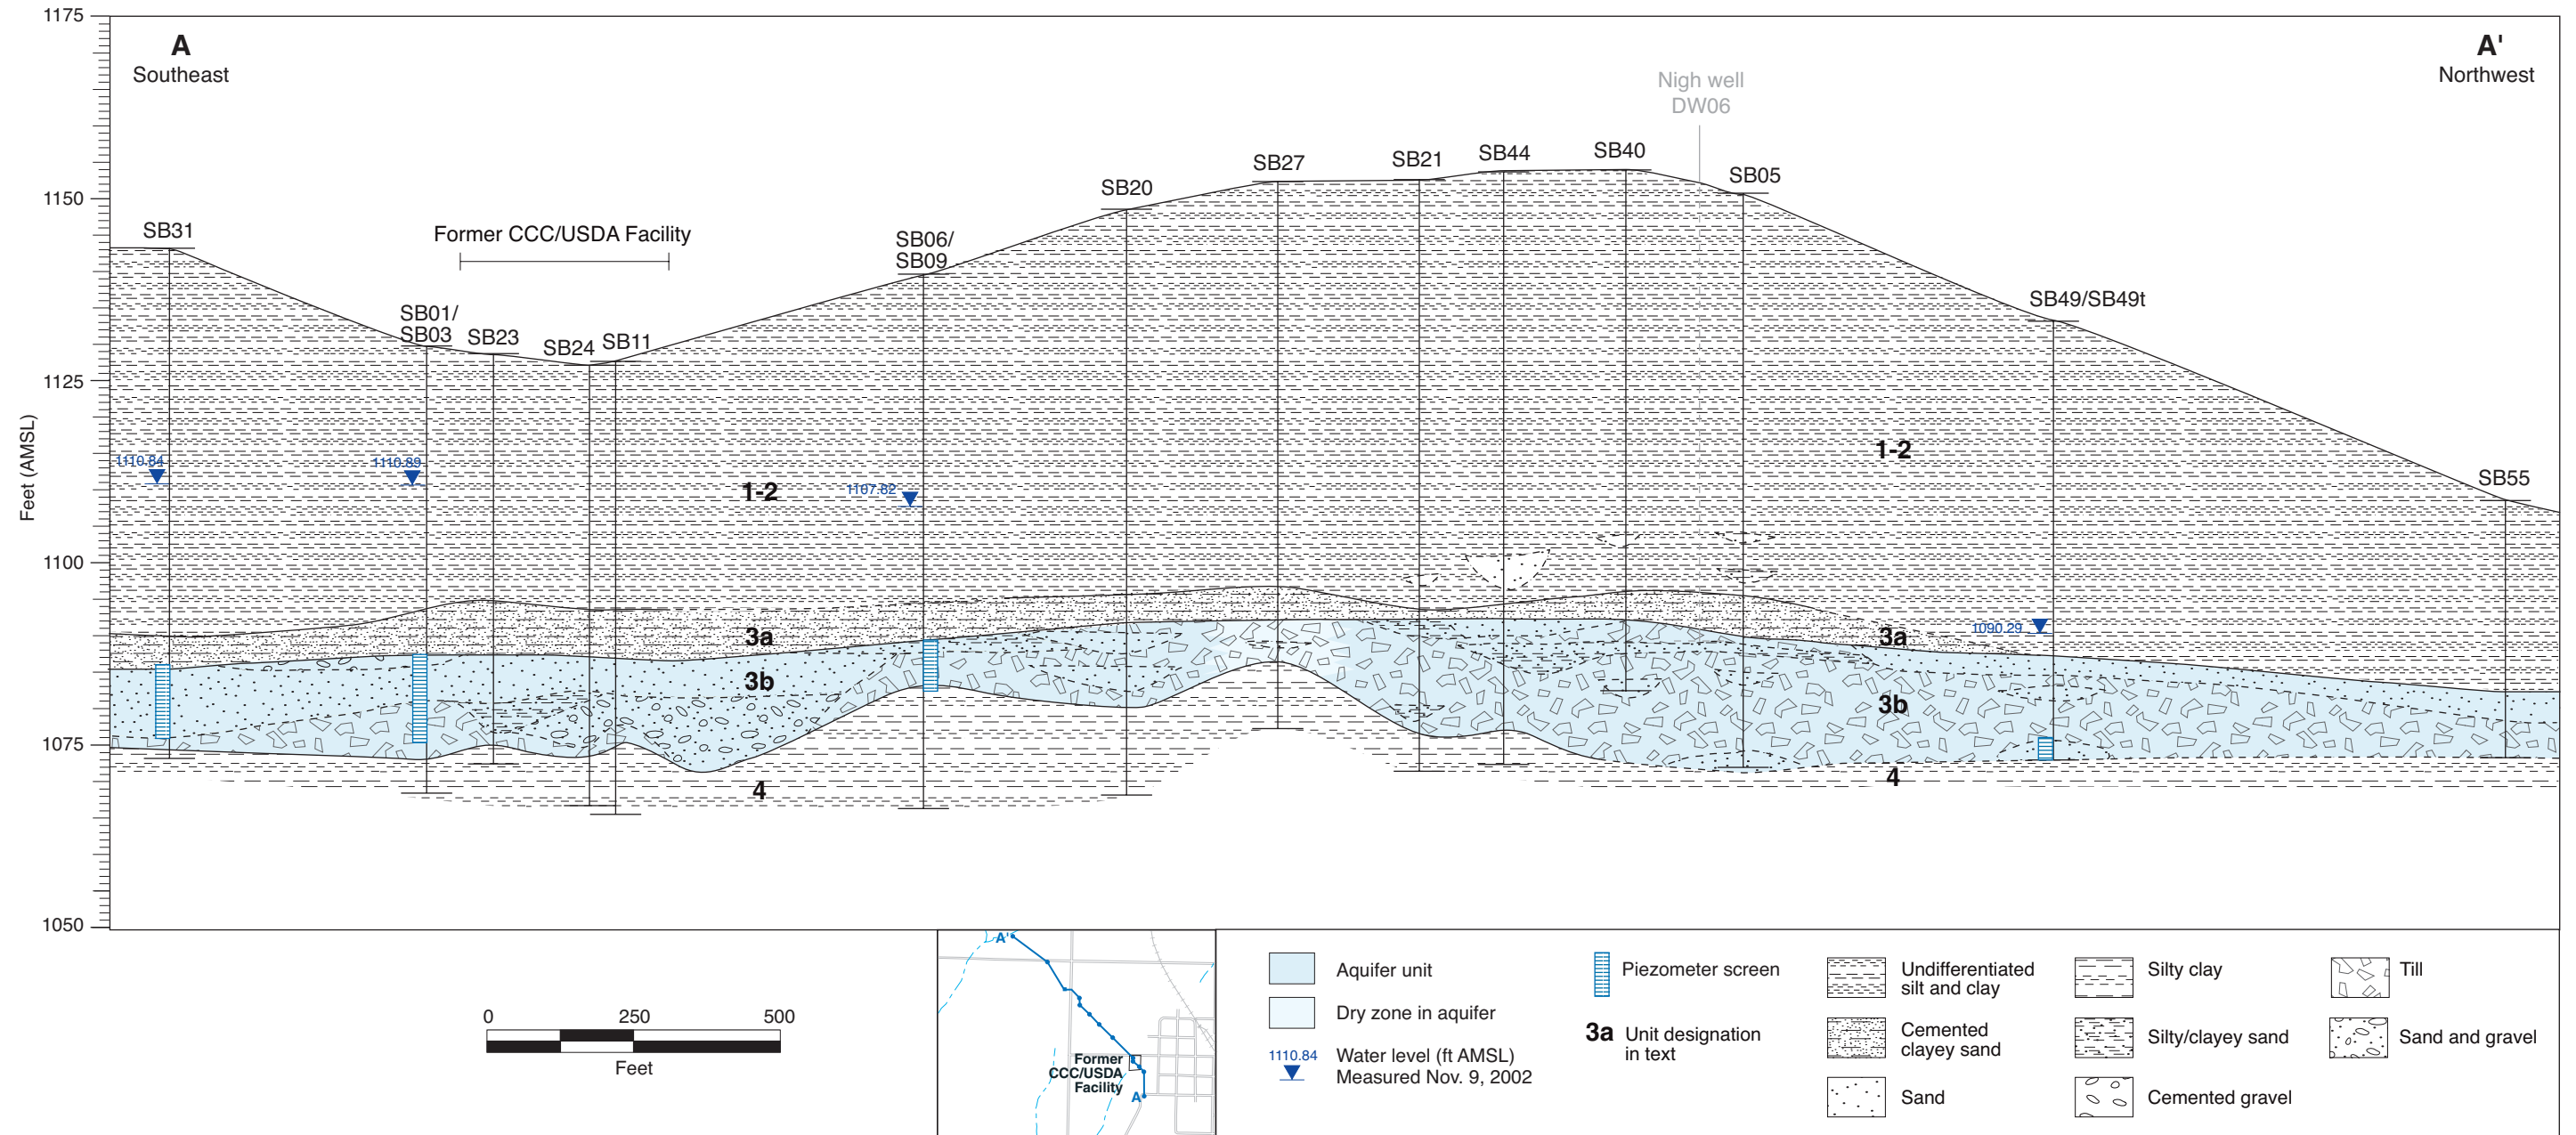 1175
A
Southeast
A'
Northwest
Nigh well
DW06
SB40
SB44
SB21
SB27
SB05
SB20
1150
SB31
Former CCC/USDA Facility
SB06/
SB09
SB49/SB49t
SB01/
SB03
SB23
SB24
SB11
1125
Feet (AMSL)
1-2
1110.84
1110.89
1107.82
1-2
SB55
1100
3a
3a
1090.29
3b
3b
1075
4
4
1050
A'
Former
CCC/USDA
Facility
A
0
250
500
Feet
Aquifer unit
Dry zone in aquifer
1110.84
Water level (ft AMSL)
Measured Nov. 9, 2002
Piezometer screen
3a
Unit designation
in text
Undifferentiated
silt and clay
Cemented
clayey sand
Sand
Silty clay
Silty/clayey sand
Cemented gravel
Till
Sand and gravel